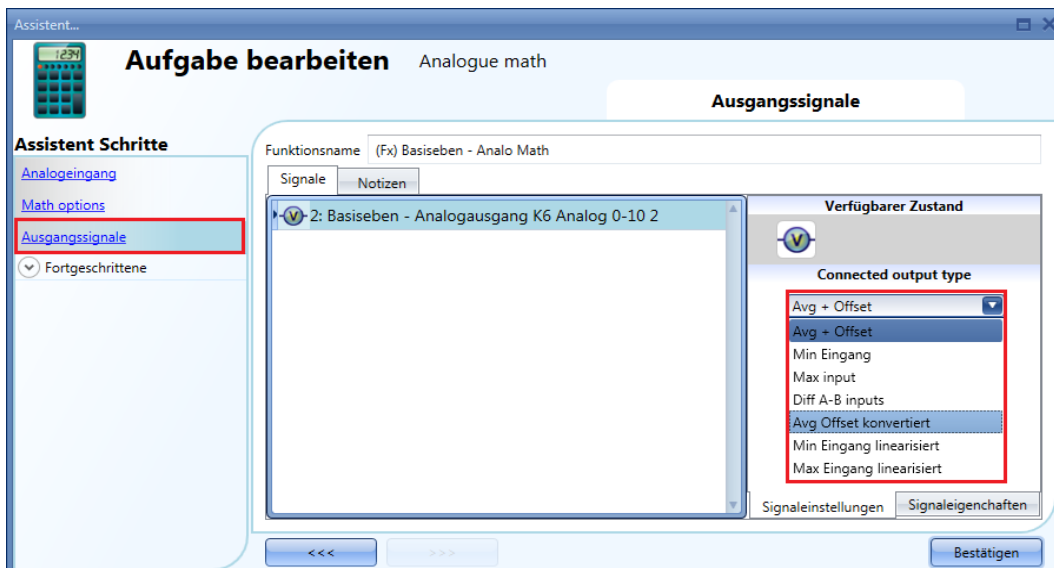 Assistent...
1234
Aufgabe bearbeiten Analogue math
Ausgangssignale
Assistent Schritte
Analogeingang
Math options
Ausgangssignale
Fortgeschrittene
Funktionsname (Fx) Basiseben - Analo Math
Signale Notizen
V 2: Basiseben - Analogausgang K6 Analog 0-10 2
Verfügbarer Zustand
V
Connected output type
Avg + Offset
Avg + Offset
Min Eingang
Max input
Diff A-B inputs
Avg Offset konvertiert
Min Eingang linearisiert
Max Eingang linearisiert
Signaleinstellungen Signaleigenschaften
<<< >>> Bestätigen